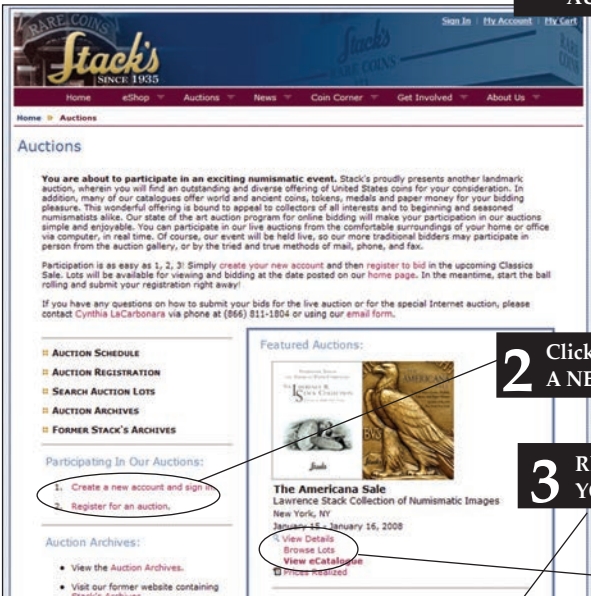 RARE COINS
Stack's
SINCE 1935
Stack's
RARE COINS
Sign In | My Account | My Cart
Home eShop Auctions News Coin Corner Get Involved About Us
Home Auctions
Auctions
You are about to participate in an exciting numismatic event. Stack's proudly presents another landmark
auction, wherein you will find an outstanding and diverse offering of United States coins for your consideration. In
addition, many of our catalogues offer world and ancient coins, tokens, medals and paper money for your bidding
pleasure. This wonderful offering is bound to appeal to collectors of all interests and to beginning and seasoned
numismatists alike. Our state of the art auction program for online bidding will make your participation in our auctions
simple and enjoyable. You can participate in our live auctions from the comfortable surroundings of your home or office
via computer, in real time. Of course, our event will be held live, so our more traditional bidders may participate in
person from the auction gallery, or by the tried and true methods of mail, phone, and fax.
Participation is as easy as 1, 2, 3! Simply create your new account and then register to bid in the upcoming Classics
Sale. Lots will be available for viewing and bidding at the date posted on our home page. In the meantime, start the ball
rolling and submit your registration right away!
If you have any questions on how to submit your bids for the live auction or for the special Internet auction, please
contact Cynthia LaCarbonara via phone at (866) 811-1804 or using our email form.
AUCTION SCHEDULE
AUCTION REGISTRATION
SEARCH AUCTION LOTS
AUCTION ARCHIVES
FORMER STACK'S ARCHIVES
Participating In Our Auctions:
1. Create a new account and sign in.
2. Register for an auction.
Auction Archives:
• View the Auction Archives.
• Visit our former website containing
Stack's Archives
Featured Auctions:
LAWRENCE R.
STACK COLLECTION
Stack's
THE
AMERICANA
The Americana Sale
Lawrence Stack Collection of Numismatic Images
New York, NY
January 15 - January 16, 2008
View Details
Browse Lots
View eCatalogue
Prices Realized
2 Click
A NE
3 R
Y